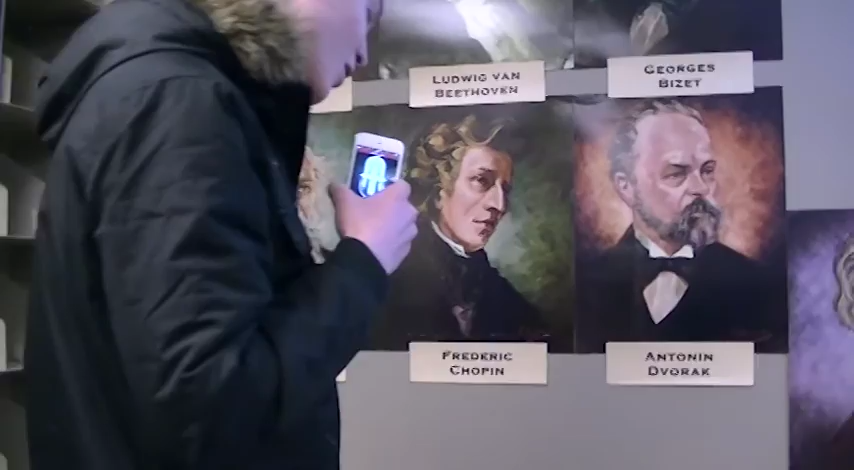 LUDWIG VAN
BEETHOVEN
GEORGES
BIZET
FREDERIC
CHOPIN
ANTONIN
DVORAK